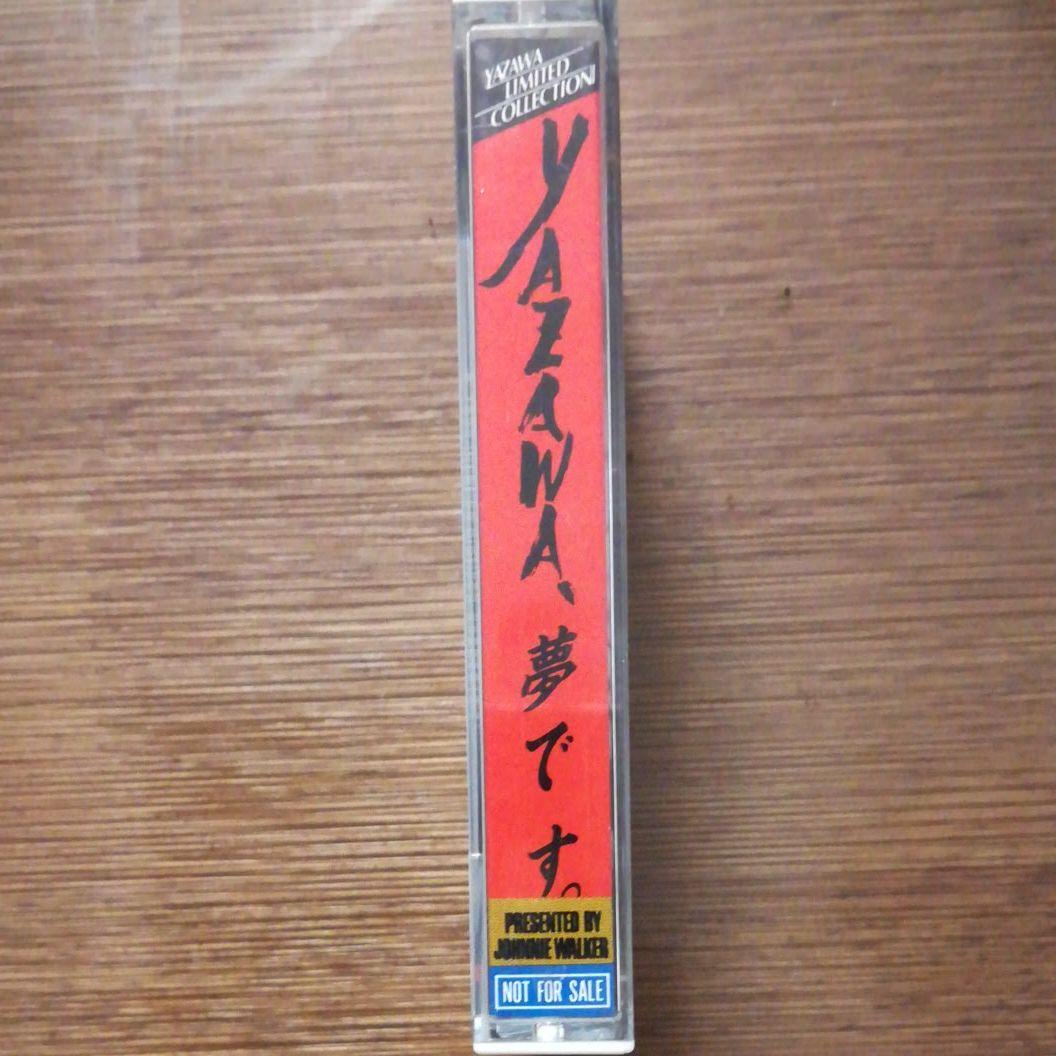 YAZAWA
LIMITED
COLLECTION
YAZAWA、夢です。
PRESENTED BY
JOHNNIE WALKER
NOT FOR SALE